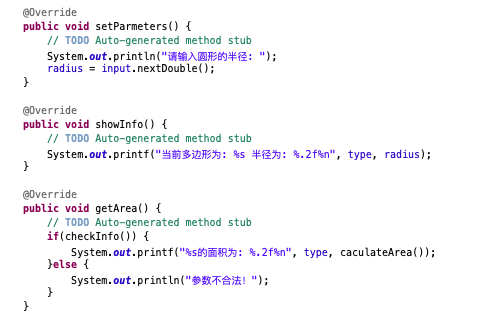 @Override
public void setParmeters() {
// TODO Auto-generated method stub
System.out.println("请输入圆形的半径: ");
radius = input.nextDouble();
}
@Override
public void showInfo() {
// TODO Auto-generated method stub
System.out.printf("当前多边形为: %s 半径为: %.2f%n", type, radius);
}
@Override
public void getArea() {
// TODO Auto-generated method stub
if(checkInfo()) {
System.out.printf("%s的面积为: %.2f%n", type, caculateArea());
}else {
System.out.println("参数不合法！");
}
}